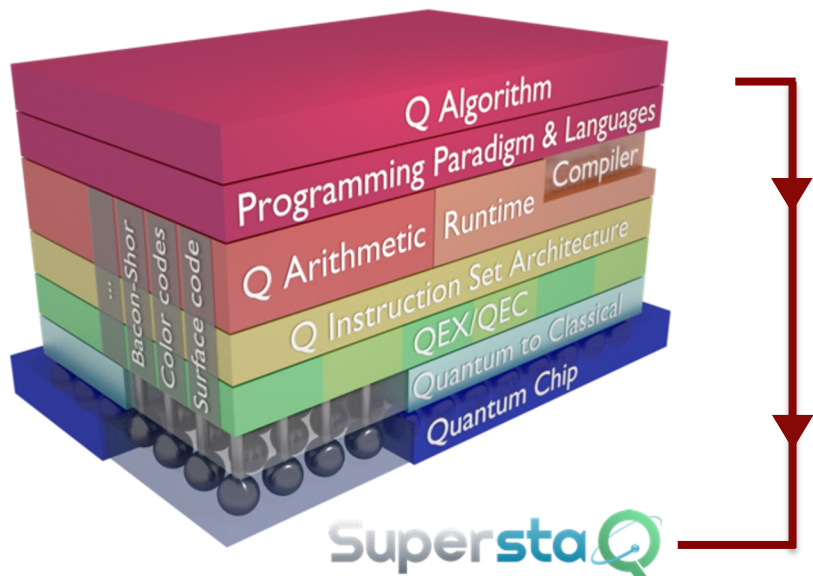 Q Algorithm
Programming Paradigm & Languages
Compiler
Q Arithmetic
Runtime
Q Instruction Set Architecture
QEX/QEC
Quantum to Classical
Quantum Chip
...
Bacon-Shor
Color codes
Surface code
SuperstaQ